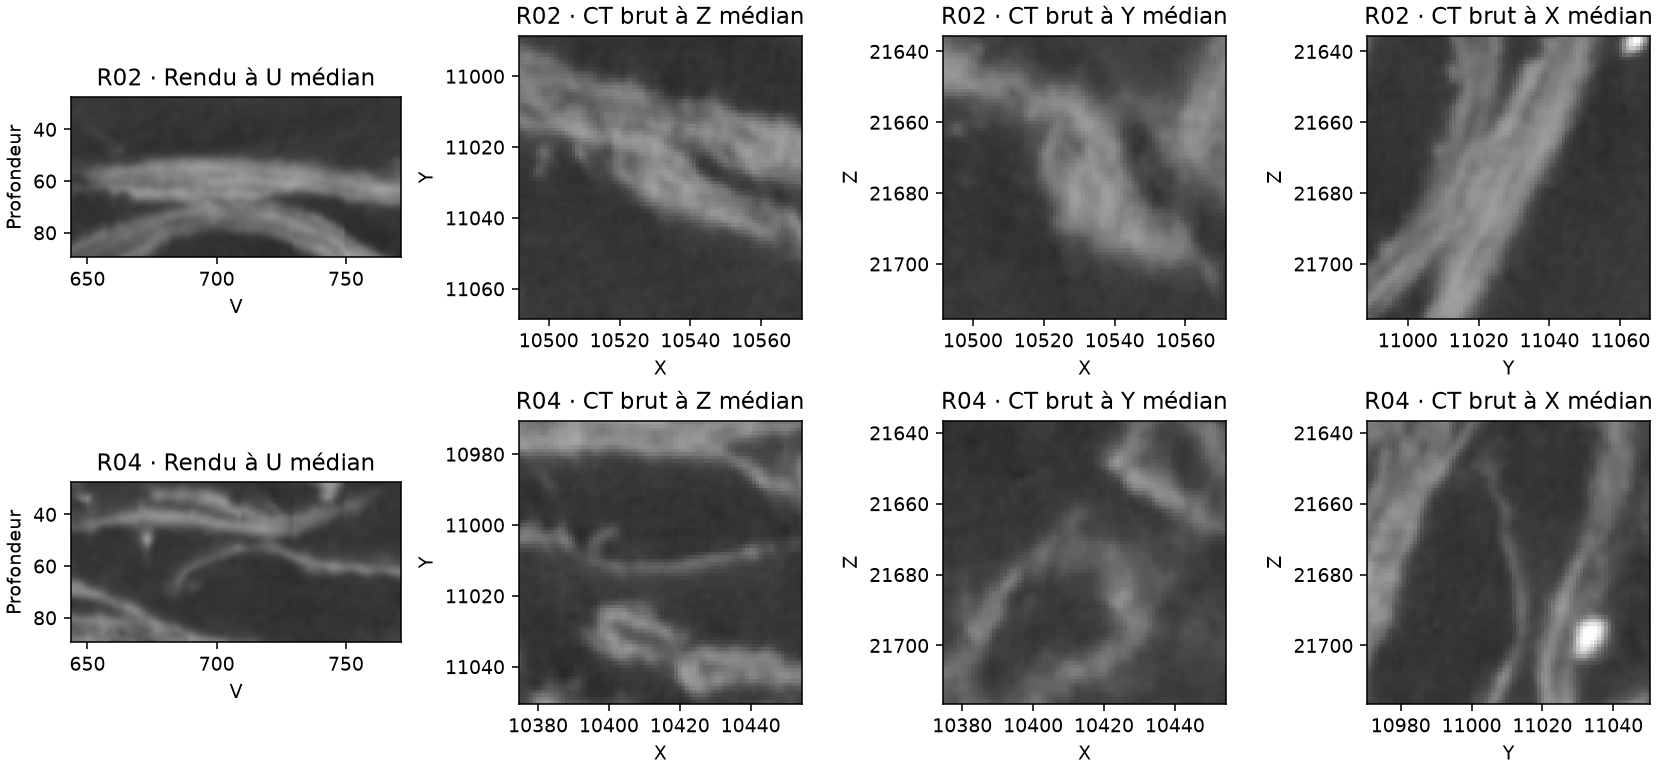 R02 · Rendu à U médian
Profondeur
40
60
80
650 700 750
V
R02 · CT brut à Z médian
Y
11000
11020
11040
11060
10500 10520 10540 10560
X
R02 · CT brut à Y médian
Z
21640
21660
21680
21700
10500 10520 10540 10560
X
R02 · CT brut à X médian
Z
21640
21660
21680
21700
11000 11020 11040 11060
Y
R04 · Rendu à U médian
Profondeur
40
60
80
650 700 750
V
R04 · CT brut à Z médian
Y
10980
11000
11020
11040
10380 10400 10420 10440
X
R04 · CT brut à Y médian
Z
21640
21660
21680
21700
10380 10400 10420 10440
X
R04 · CT brut à X médian
Z
21640
21660
21680
21700
10980 11000 11020 11040
Y